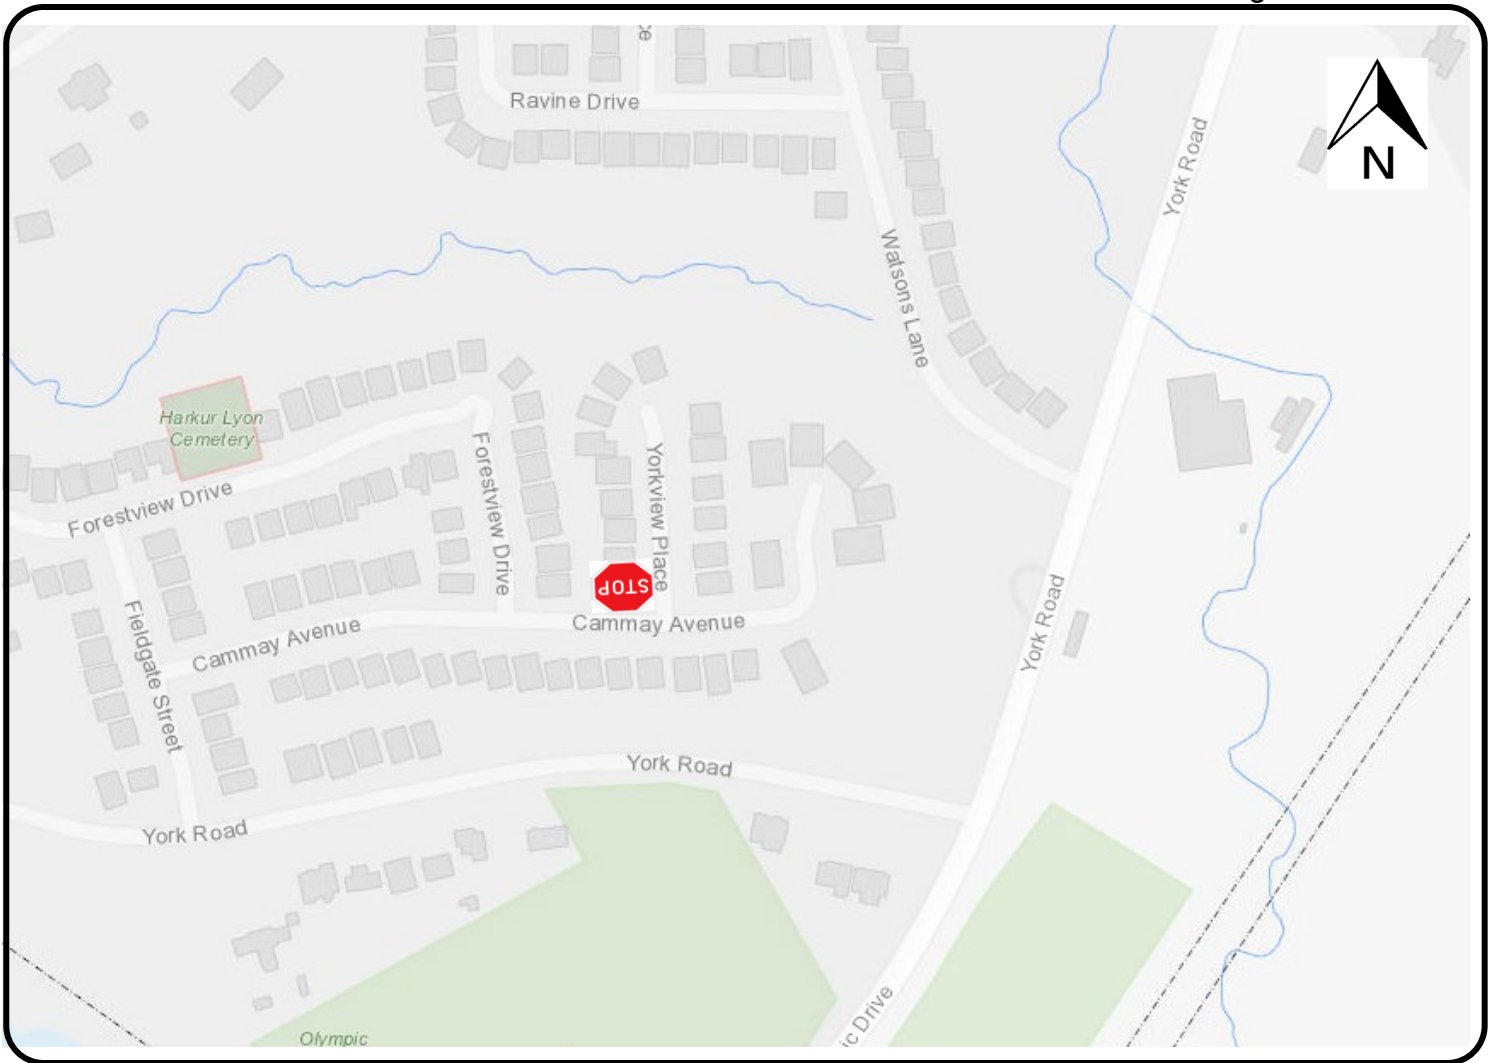 Ravine Drive
York Road
N
Watsons Lane
Harkur Lyon
Cemetery
Forestview Drive
Forestview Drive
Yorkview Place
STOP
Cammay Avenue
Cammay Avenue
Fieldgate Street
York Road
York Road
York Road
ic Drive
Olympic